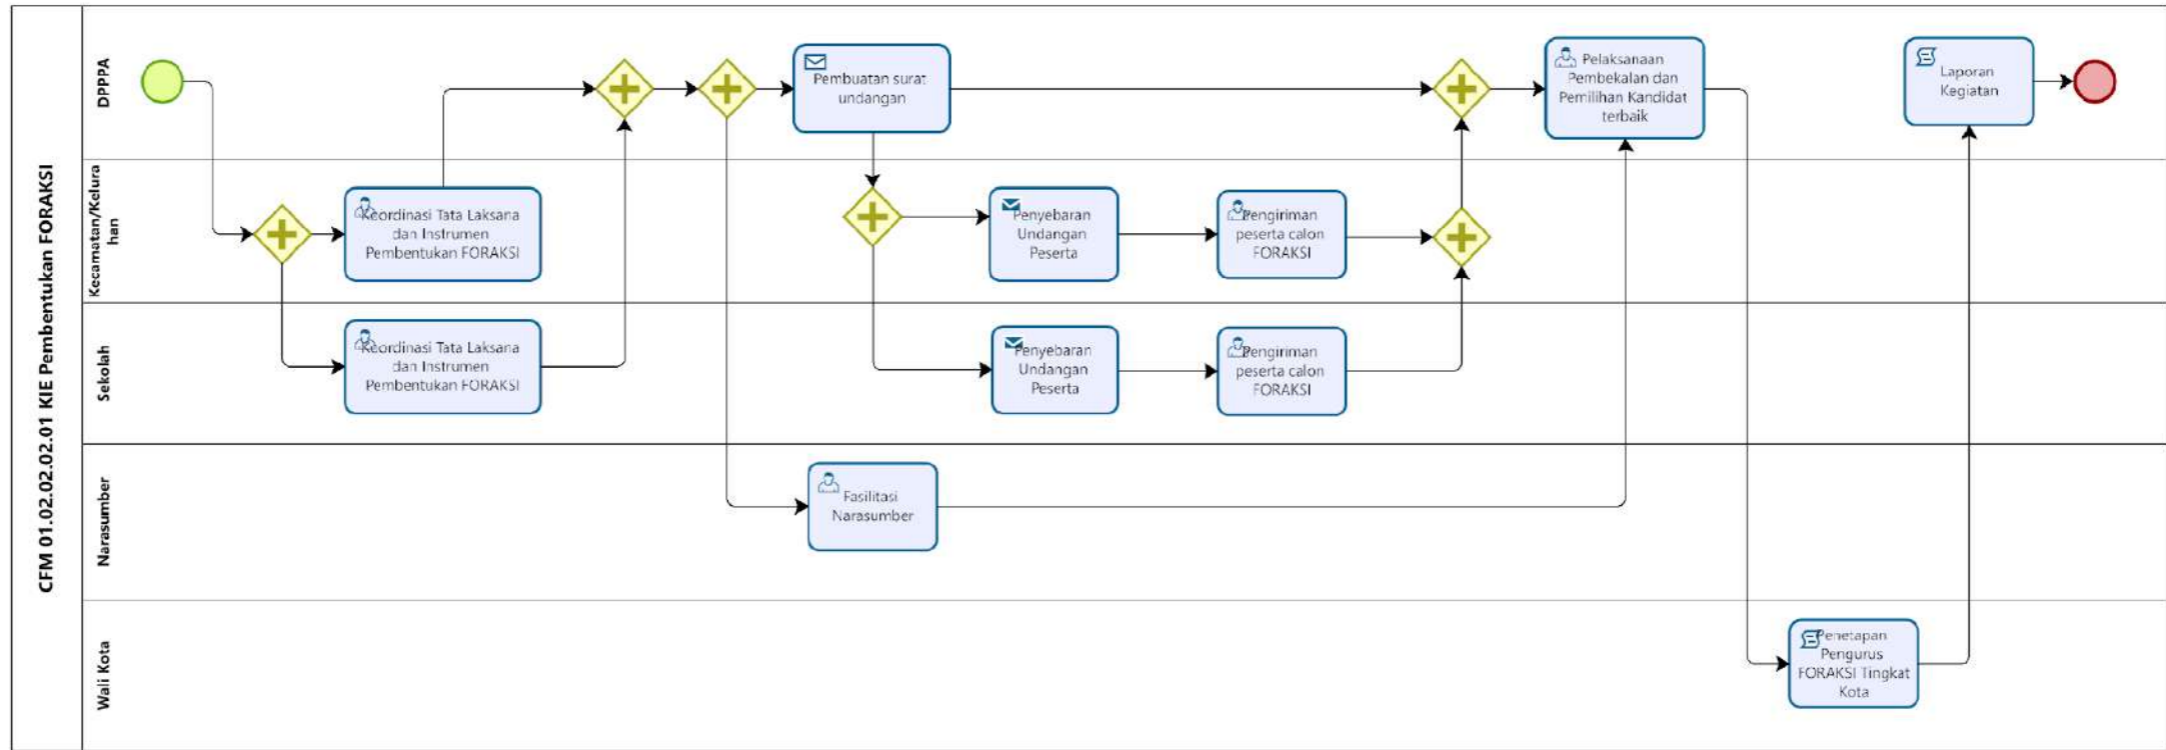 CFM 01.02.02.02.01 KIE Pembentukan FORAKSI
DPPPA
Pembuatan surat
undangan
Pelaksanaan
Pembekalan dan
Pemilihan Kandidat
terbaik
Laporan
Kegiatan
Kecamatan/Kelura
han
Koordinasi Tata Laksana
dan Instrumen
Pembentukan FORAKSI
Penyebaran
Undangan
Peserta
Pengiriman
peserta calon
FORAKSI
Sekolah
Koordinasi Tata Laksana
dan Instrumen
Pembentukan FORAKSI
Penyebaran
Undangan
Peserta
Pengiriman
peserta calon
FORAKSI
Narasumber
Fasilitasi
Narasumber
Wali Kota
Penetapan
Pengurus
FORAKSI Tingkat
Kota